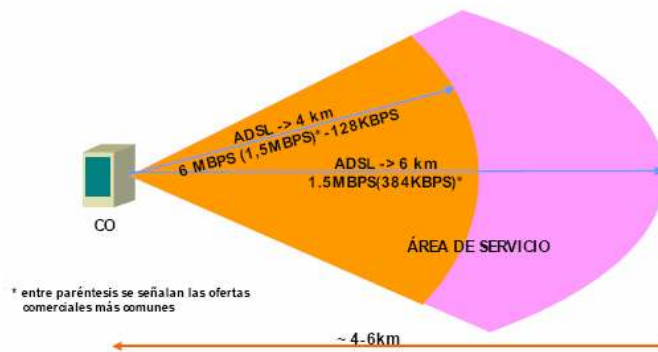 ADSL -> 4 km
6 MBPS (1,5MBPS)* -128KBPS
ADSL -> 6 km
1.5MBPS(384KBPS)*
CO
ÁREA DE SERVICIO
* entre paréntesis se señalan las ofertas
comerciales más comunes
~ 4-6km